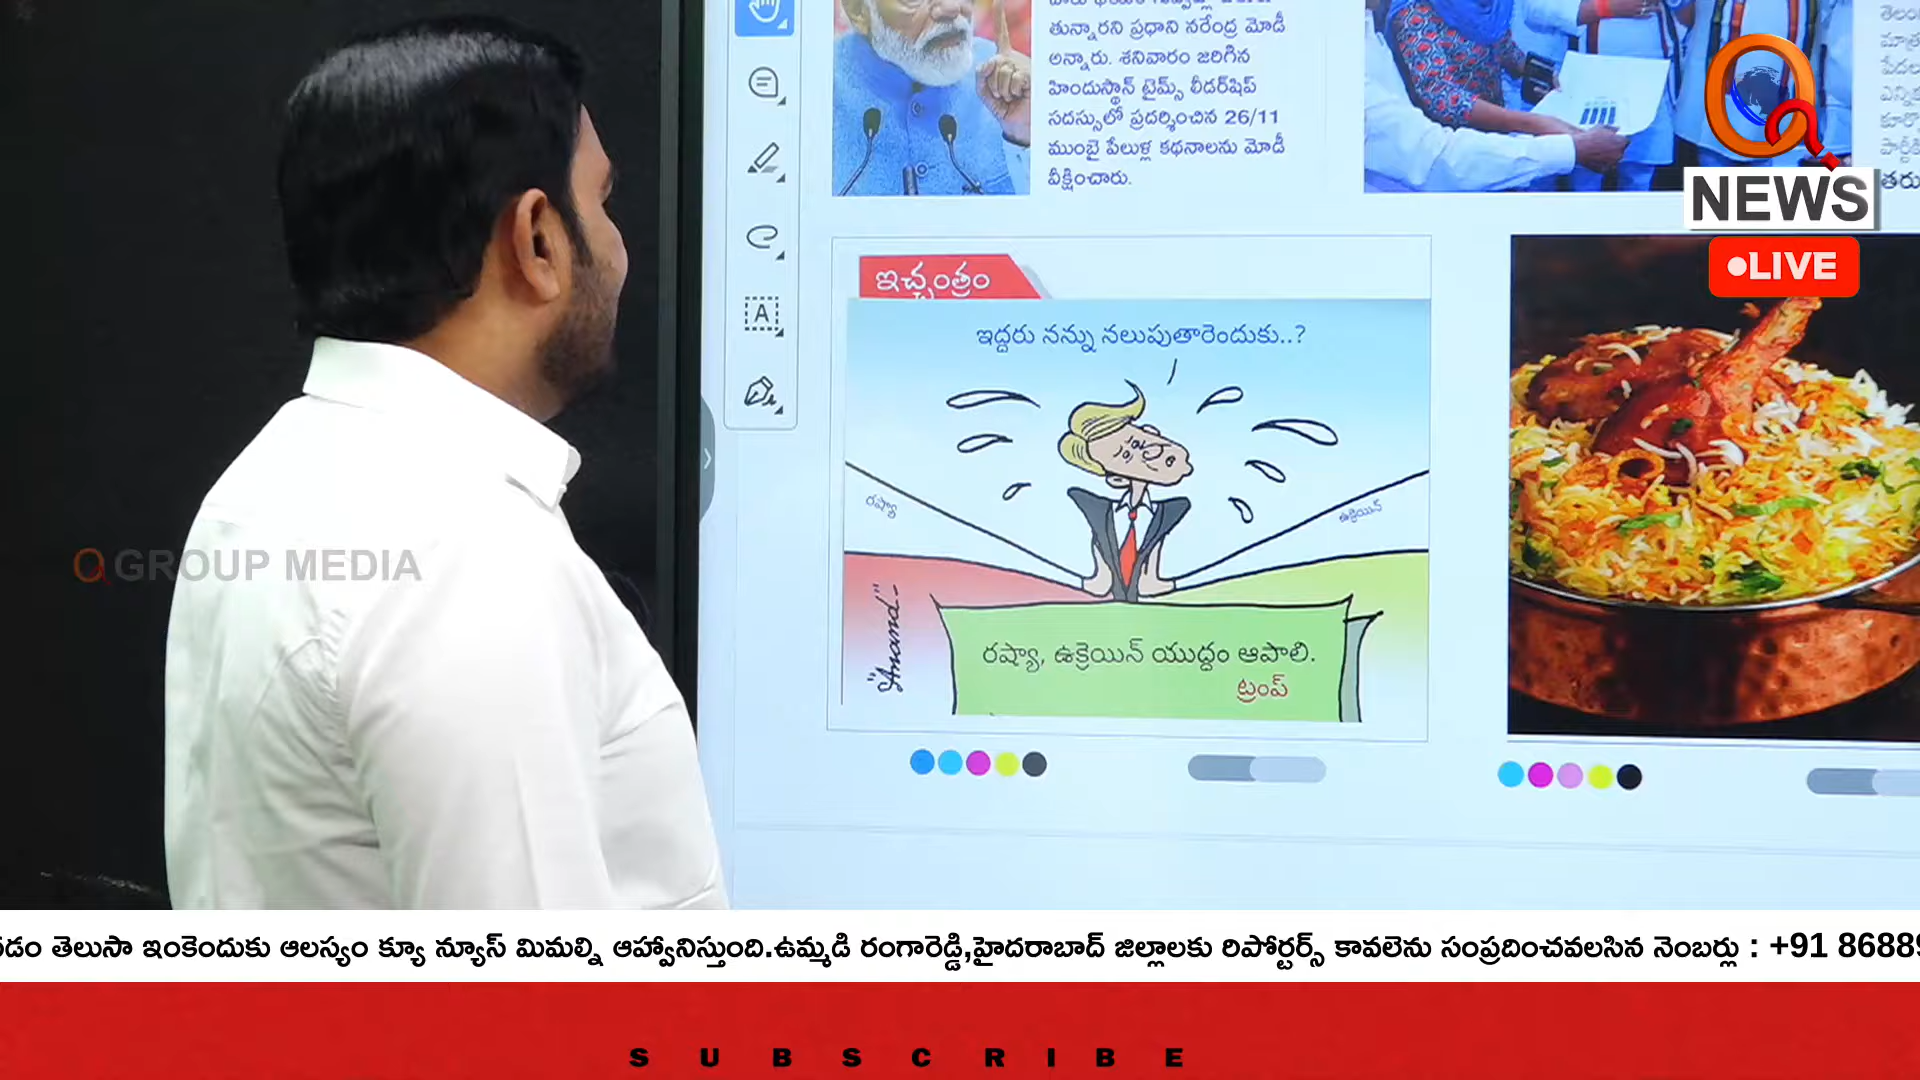 తున్నారని ప్రధాని నరేంద్ర మోడీ
అన్నారు. శనివారం జరిగిన
హిందుస్థాన్ టైమ్స్ లీడర్‌షిప్
సదస్సులో ప్రదర్శించిన 26/11
ముంబై పేలుళ్ల కథనాలను మోడీ
వీక్షించారు.
NEWS
LIVE
ఇచ్చంత్రం
ఇద్దరు నన్ను నలుపుతారెందుకు..?
రష్యా
ఉక్రెయిన్
"Anand"
రష్యా, ఉక్రెయిన్ యుద్ధం ఆపాలి.
ట్రంప్
A
GROUP MEDIA
తెలుసా ఇంకెందుకు ఆలస్యం క్యూ న్యూస్ మిమల్ని ఆహ్వానిస్తుంది.ఉమ్మడి రంగారెడ్డి,హైదరాబాద్ జిల్లాలకు రిపోర్టర్స్ కావలెను సంప్రదించవలసిన నెంబర్లు : +91 8688
SUBSCRIBE